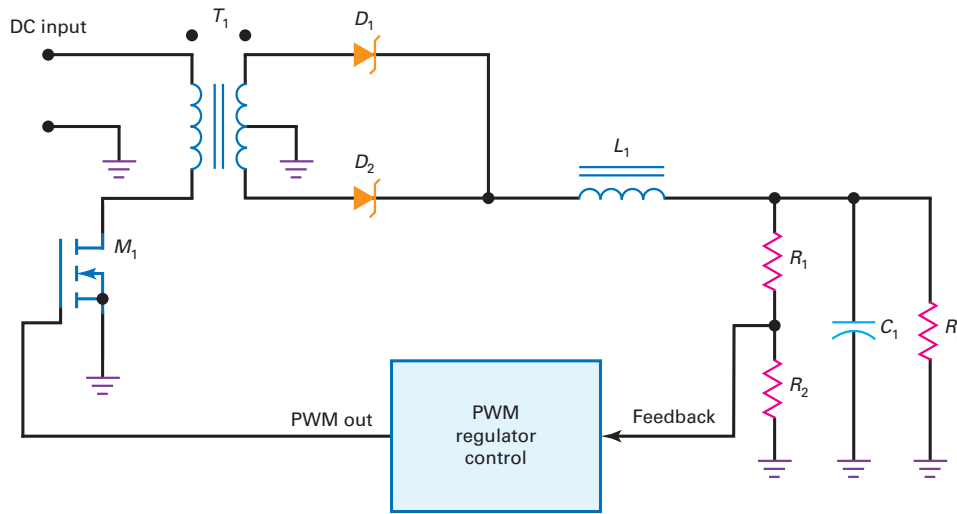 DC input
T1
D1
D2
L1
M1
R1
C1
R
R2
PWM out
PWM
regulator
control
Feedback